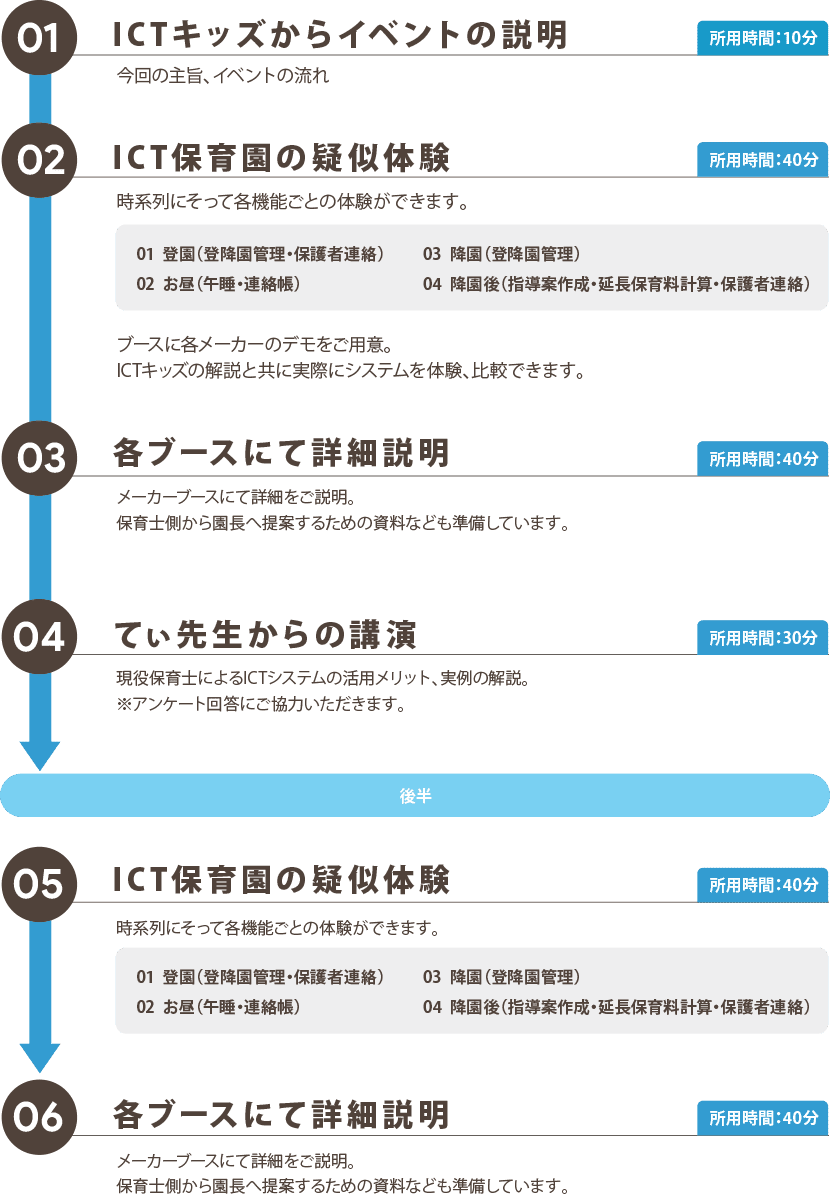 01 ICTキッズからイベントの説明 所用時間：10分
今回の主旨、イベントの流れ
02 ICT保育園の疑似体験 所用時間：40分
時系列にそって各機能ごとの体験ができます。
01 登園（登降園管理・保護者連絡） 03 降園（登降園管理）
02 お昼（午睡・連絡帳） 04 降園後（指導案作成・延長保育料計算・保護者連絡）
ブースに各メーカーのデモをご用意。
ICTキッズの解説と共に実際にシステムを体験、比較できます。
03 各ブースにて詳細説明 所用時間：40分
メーカーブースにて詳細をご説明。
保育士側から園長へ提案するための資料なども準備しています。
04 てぃ先生からの講演 所用時間：30分
現役保育士によるICTシステムの活用メリット、実例の解説。
※アンケート回答にご協力いただきます。
後半
05 ICT保育園の疑似体験 所用時間：40分
時系列にそって各機能ごとの体験ができます。
01 登園（登降園管理・保護者連絡） 03 降園（登降園管理）
02 お昼（午睡・連絡帳） 04 降園後（指導案作成・延長保育料計算・保護者連絡）
06 各ブースにて詳細説明 所用時間：40分
メーカーブースにて詳細をご説明。
保育士側から園長へ提案するための資料なども準備しています。